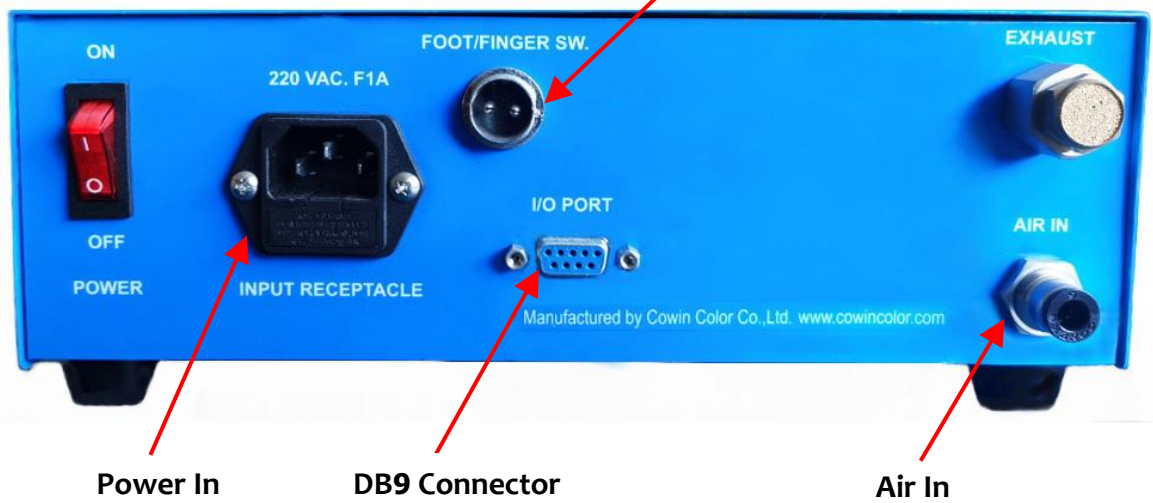 ON
FOOT/FINGER SW.
EXHAUST
220 VAC. F1A
I
O
I/O PORT
OFF
AIR IN
POWER
INPUT RECEPTACLE
Manufactured by Cowin Color Co.,Ltd. www.cowincolor.com
Power In
DB9 Connector
Air In